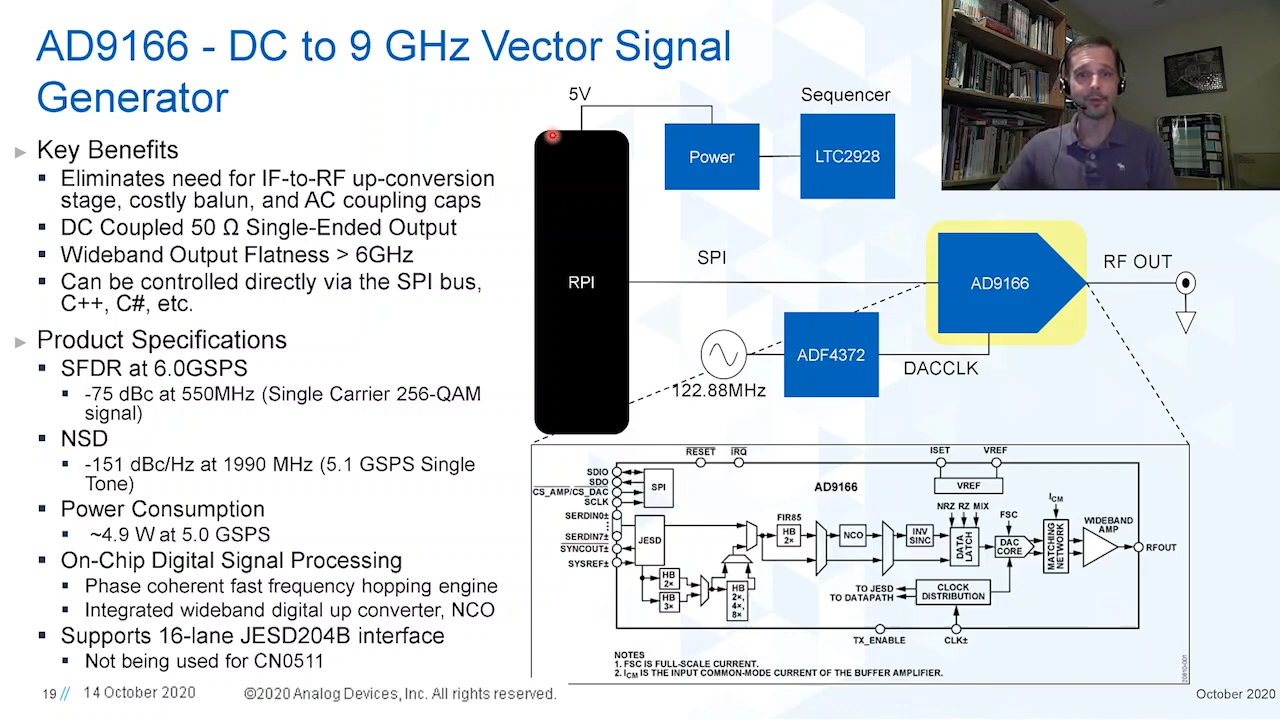 AD9166 - DC to 9 GHz Vector Signal
Generator
Key Benefits
Eliminates need for IF-to-RF up-conversion
stage, costly balun, and AC coupling caps
DC Coupled 50 Ω Single-Ended Output
Wideband Output Flatness > 6GHz
Can be controlled directly via the SPI bus,
C++, C#, etc.
Product Specifications
SFDR at 6.0GSPS
-75 dBc at 550MHz (Single Carrier 256-QAM
signal)
NSD
-151 dBc/Hz at 1990 MHz (5.1 GSPS Single
Tone)
Power Consumption
~4.9 W at 5.0 GSPS
On-Chip Digital Signal Processing
Phase coherent fast frequency hopping engine
Integrated wideband digital up converter, NCO
Supports 16-lane JESD204B interface
Not being used for CN0511
5V
Sequencer
Power
LTC2928
RPI
SPI
AD9166
RF OUT
ADF4372
DACCLK
122.88MHz
RESET
IRQ
ISET
VREF
SDIO
SDO
CS_AMP/CS_DAC
SCLK
SPI
AD9166
VREF
SERDIN0±
SERDIN7±
SYNCOUT±
SYSREF±
JESD
HB
2×
HB
3×
HB
2×,
4×,
8×
FIR85
HB
2×
NCO
INV
SINC
NRZ RZ MIX
DATA
LATCH
FSC
DAC
CORE
ICM
MATCHING
NETWORK
WIDEBAND
AMP
RFOUT
TO JESD
TO DATAPATH
CLOCK
DISTRIBUTION
TX_ENABLE
CLK±
NOTES
1. FSC IS FULL-SCALE CURRENT.
2. ICM IS THE INPUT COMMON-MODE CURRENT OF THE BUFFER AMPLIFIER.
20810-001
19 //
14 October 2020
©2020 Analog Devices, Inc. All rights reserved.
October 2020